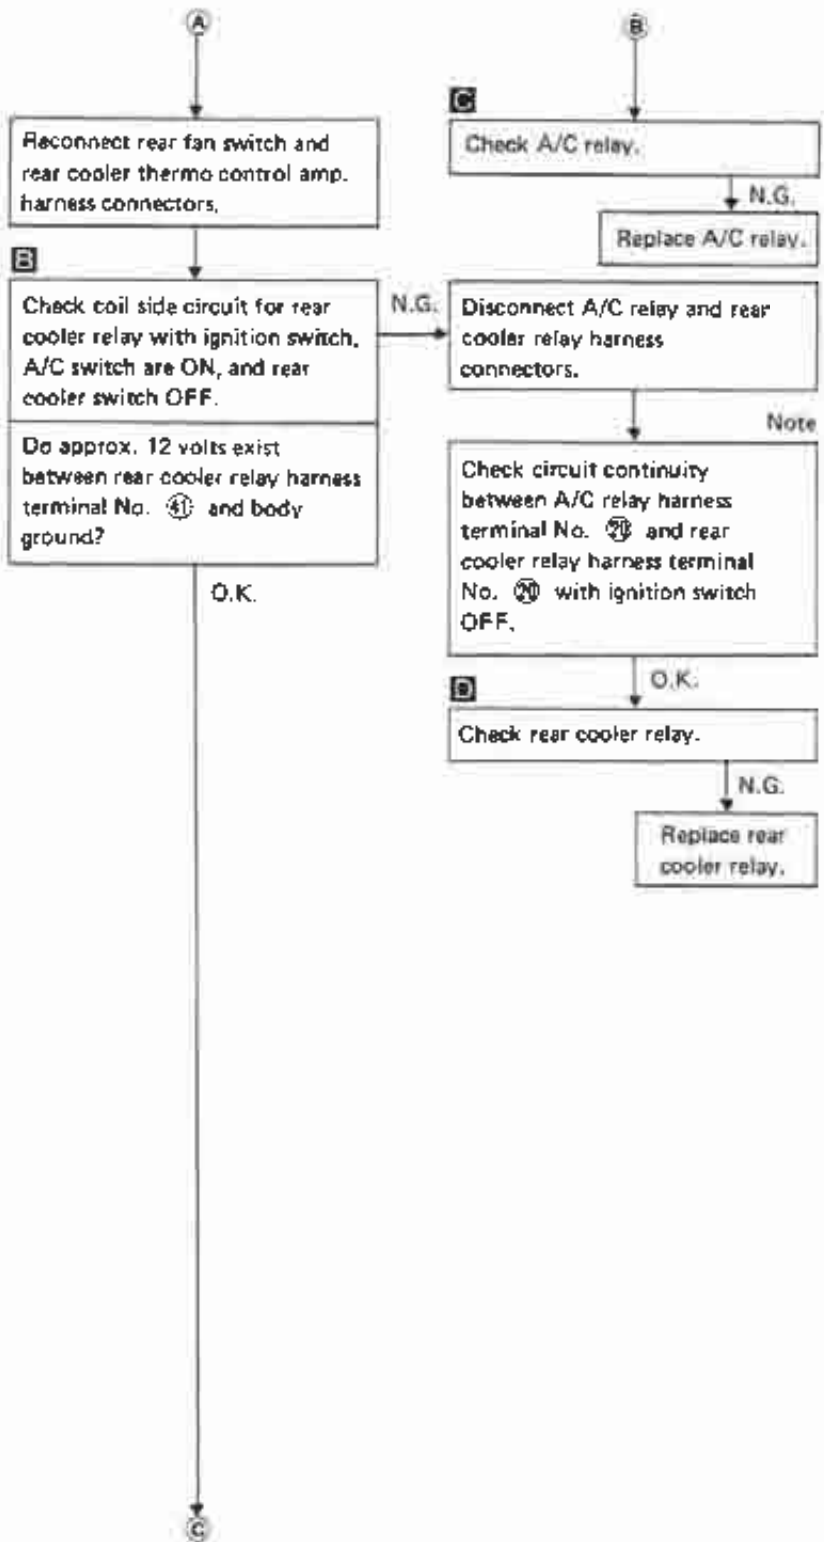 A
Reconnect rear fan switch and
rear cooler thermo control amp.
harness connectors.
B
Check coil side circuit for rear
cooler relay with ignition switch,
A/C switch are ON, and rear
cooler switch OFF.
Do approx. 12 volts exist
between rear cooler relay harness
terminal No. 41 and body
ground?
N.G.
O.K.
C
B
C
Check A/C relay.
N.G.
Replace A/C relay.
Disconnect A/C relay and rear
cooler relay harness
connectors.
Note
Check circuit continuity
between A/C relay harness
terminal No. and rear
cooler relay harness terminal
No. with ignition switch
OFF.
O.K.
D
Check rear cooler relay.
N.G.
Replace rear
cooler relay.